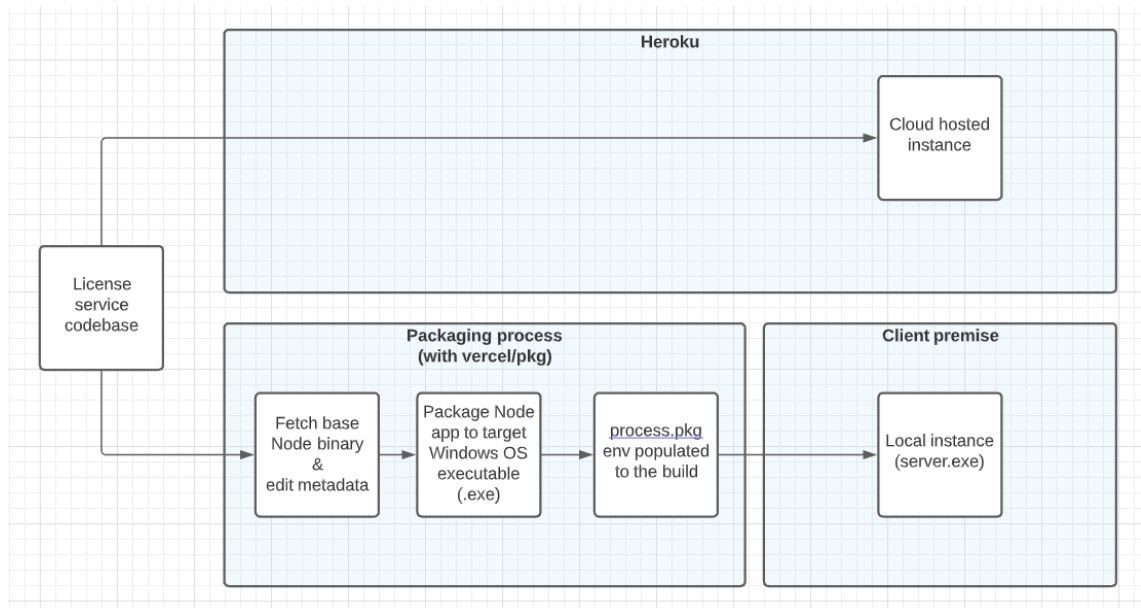 Heroku
Cloud hosted
instance
License
service
codebase
Packaging process
(with vercel/pkg)
Fetch base
Node binary
&
edit metadata
Package Node
app to target
Windows OS
executable
(.exe)
process.pkg
env populated
to the build
Client premise
Local instance
(server.exe)